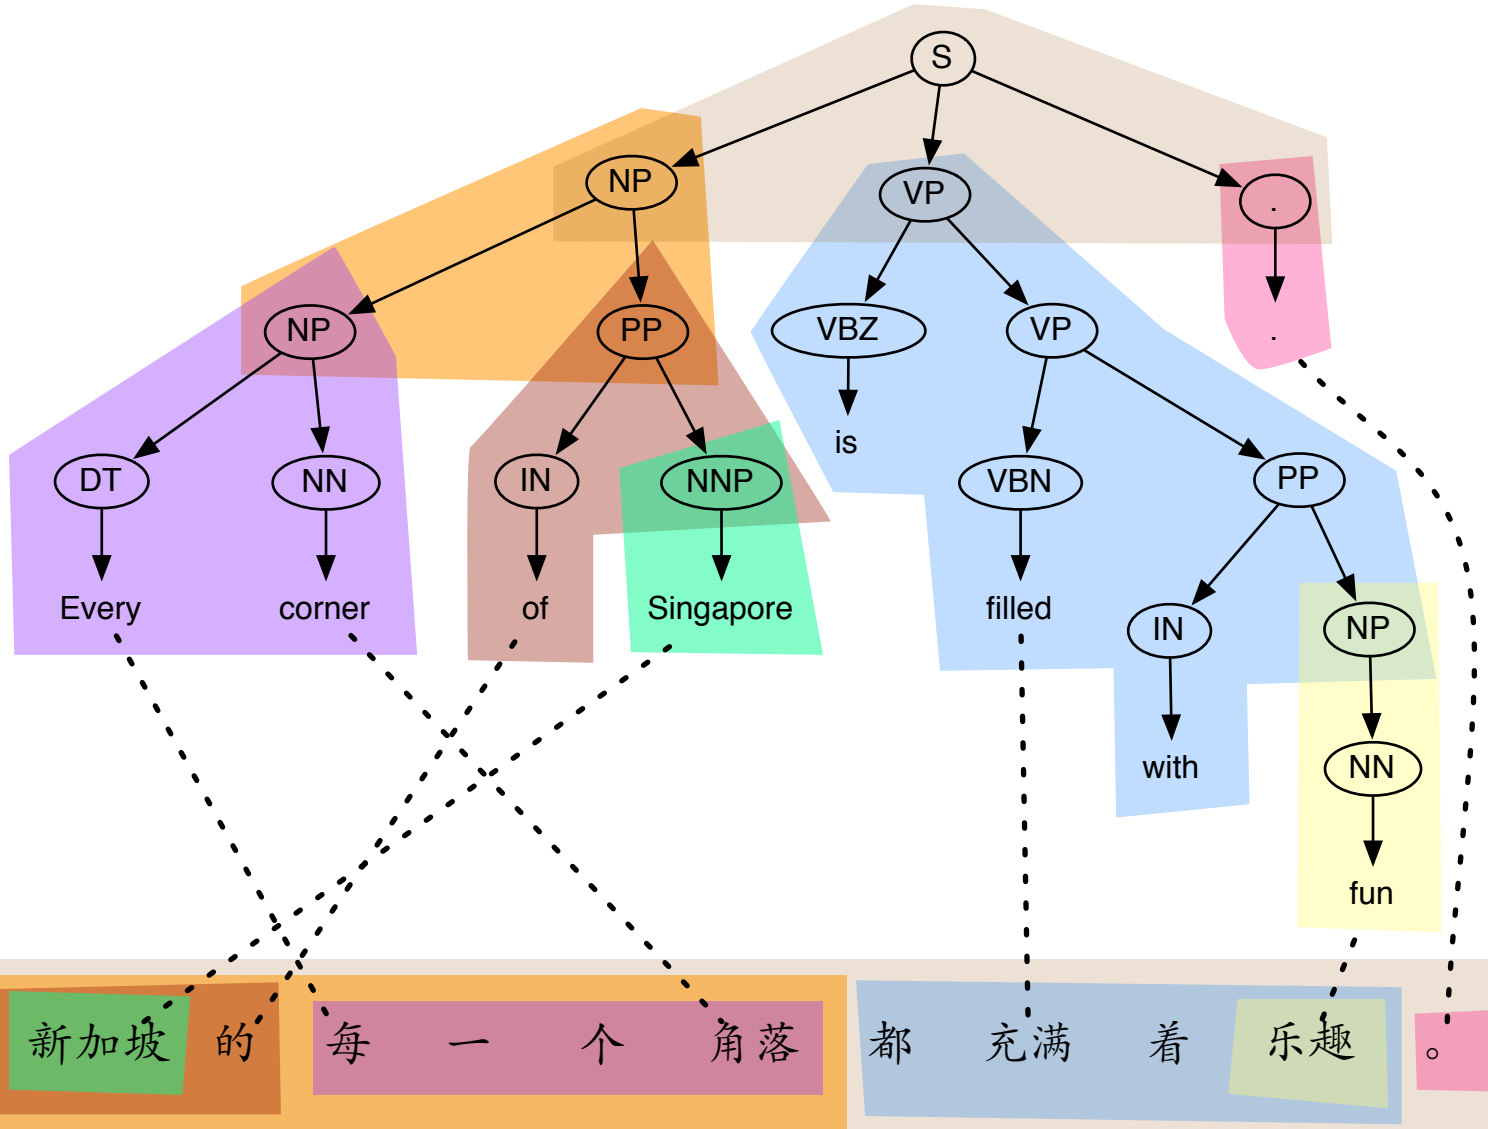 S
NP VP .
NP PP VBZ VP .
is
DT NN IN NNP VBN PP
Every corner of Singapore filled IN NP
with NN
fun
新加坡 的 每 一 个 角落 都 充满 着 乐趣 。